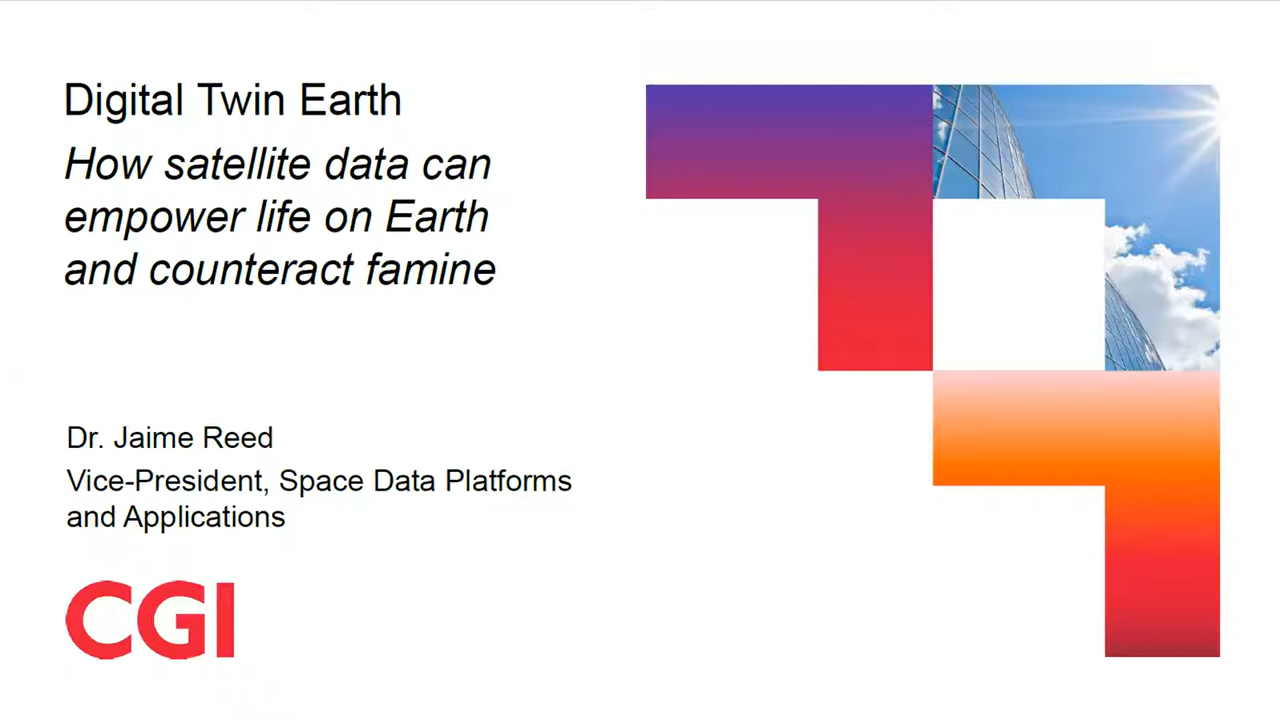 Digital Twin Earth
How satellite data can
empower life on Earth
and counteract famine
Dr. Jaime Reed
Vice-President, Space Data Platforms
and Applications
CGI